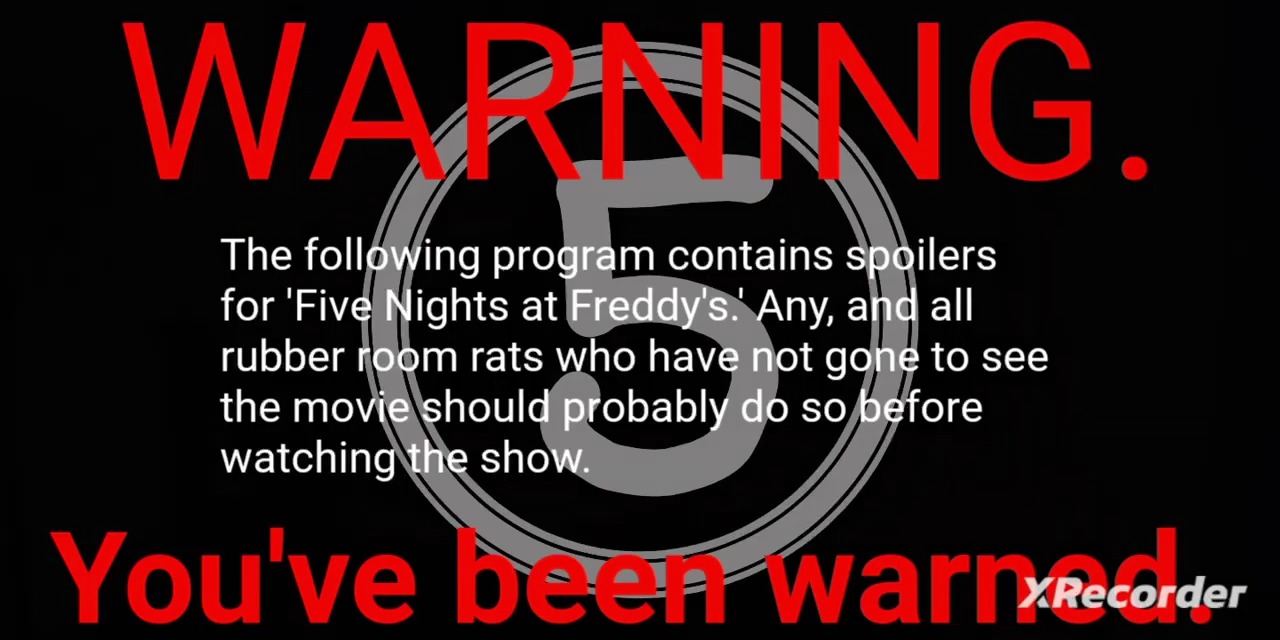 WARNING.
5
The following program contains spoilers
for 'Five Nights at Freddy's.' Any, and all
rubber room rats who have not gone to see
the movie should probably do so before
watching the show.
You've been warned.
XRecorder